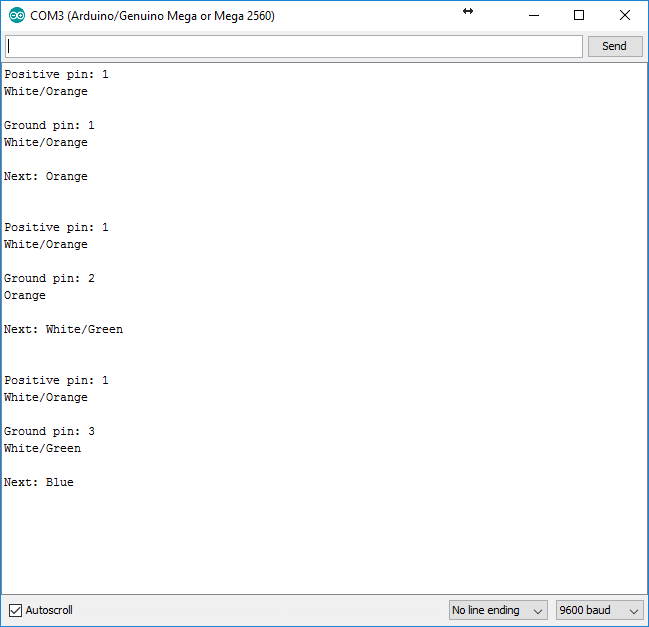 COM3 (Arduino/Genuino Mega or Mega 2560)
Send
Positive pin: 1
White/Orange
Ground pin: 1
White/Orange
Next: Orange
Positive pin: 1
White/Orange
Ground pin: 2
Orange
Next: White/Green
Positive pin: 1
White/Orange
Ground pin: 3
White/Green
Next: Blue
Autoscroll
No line ending
9600 baud